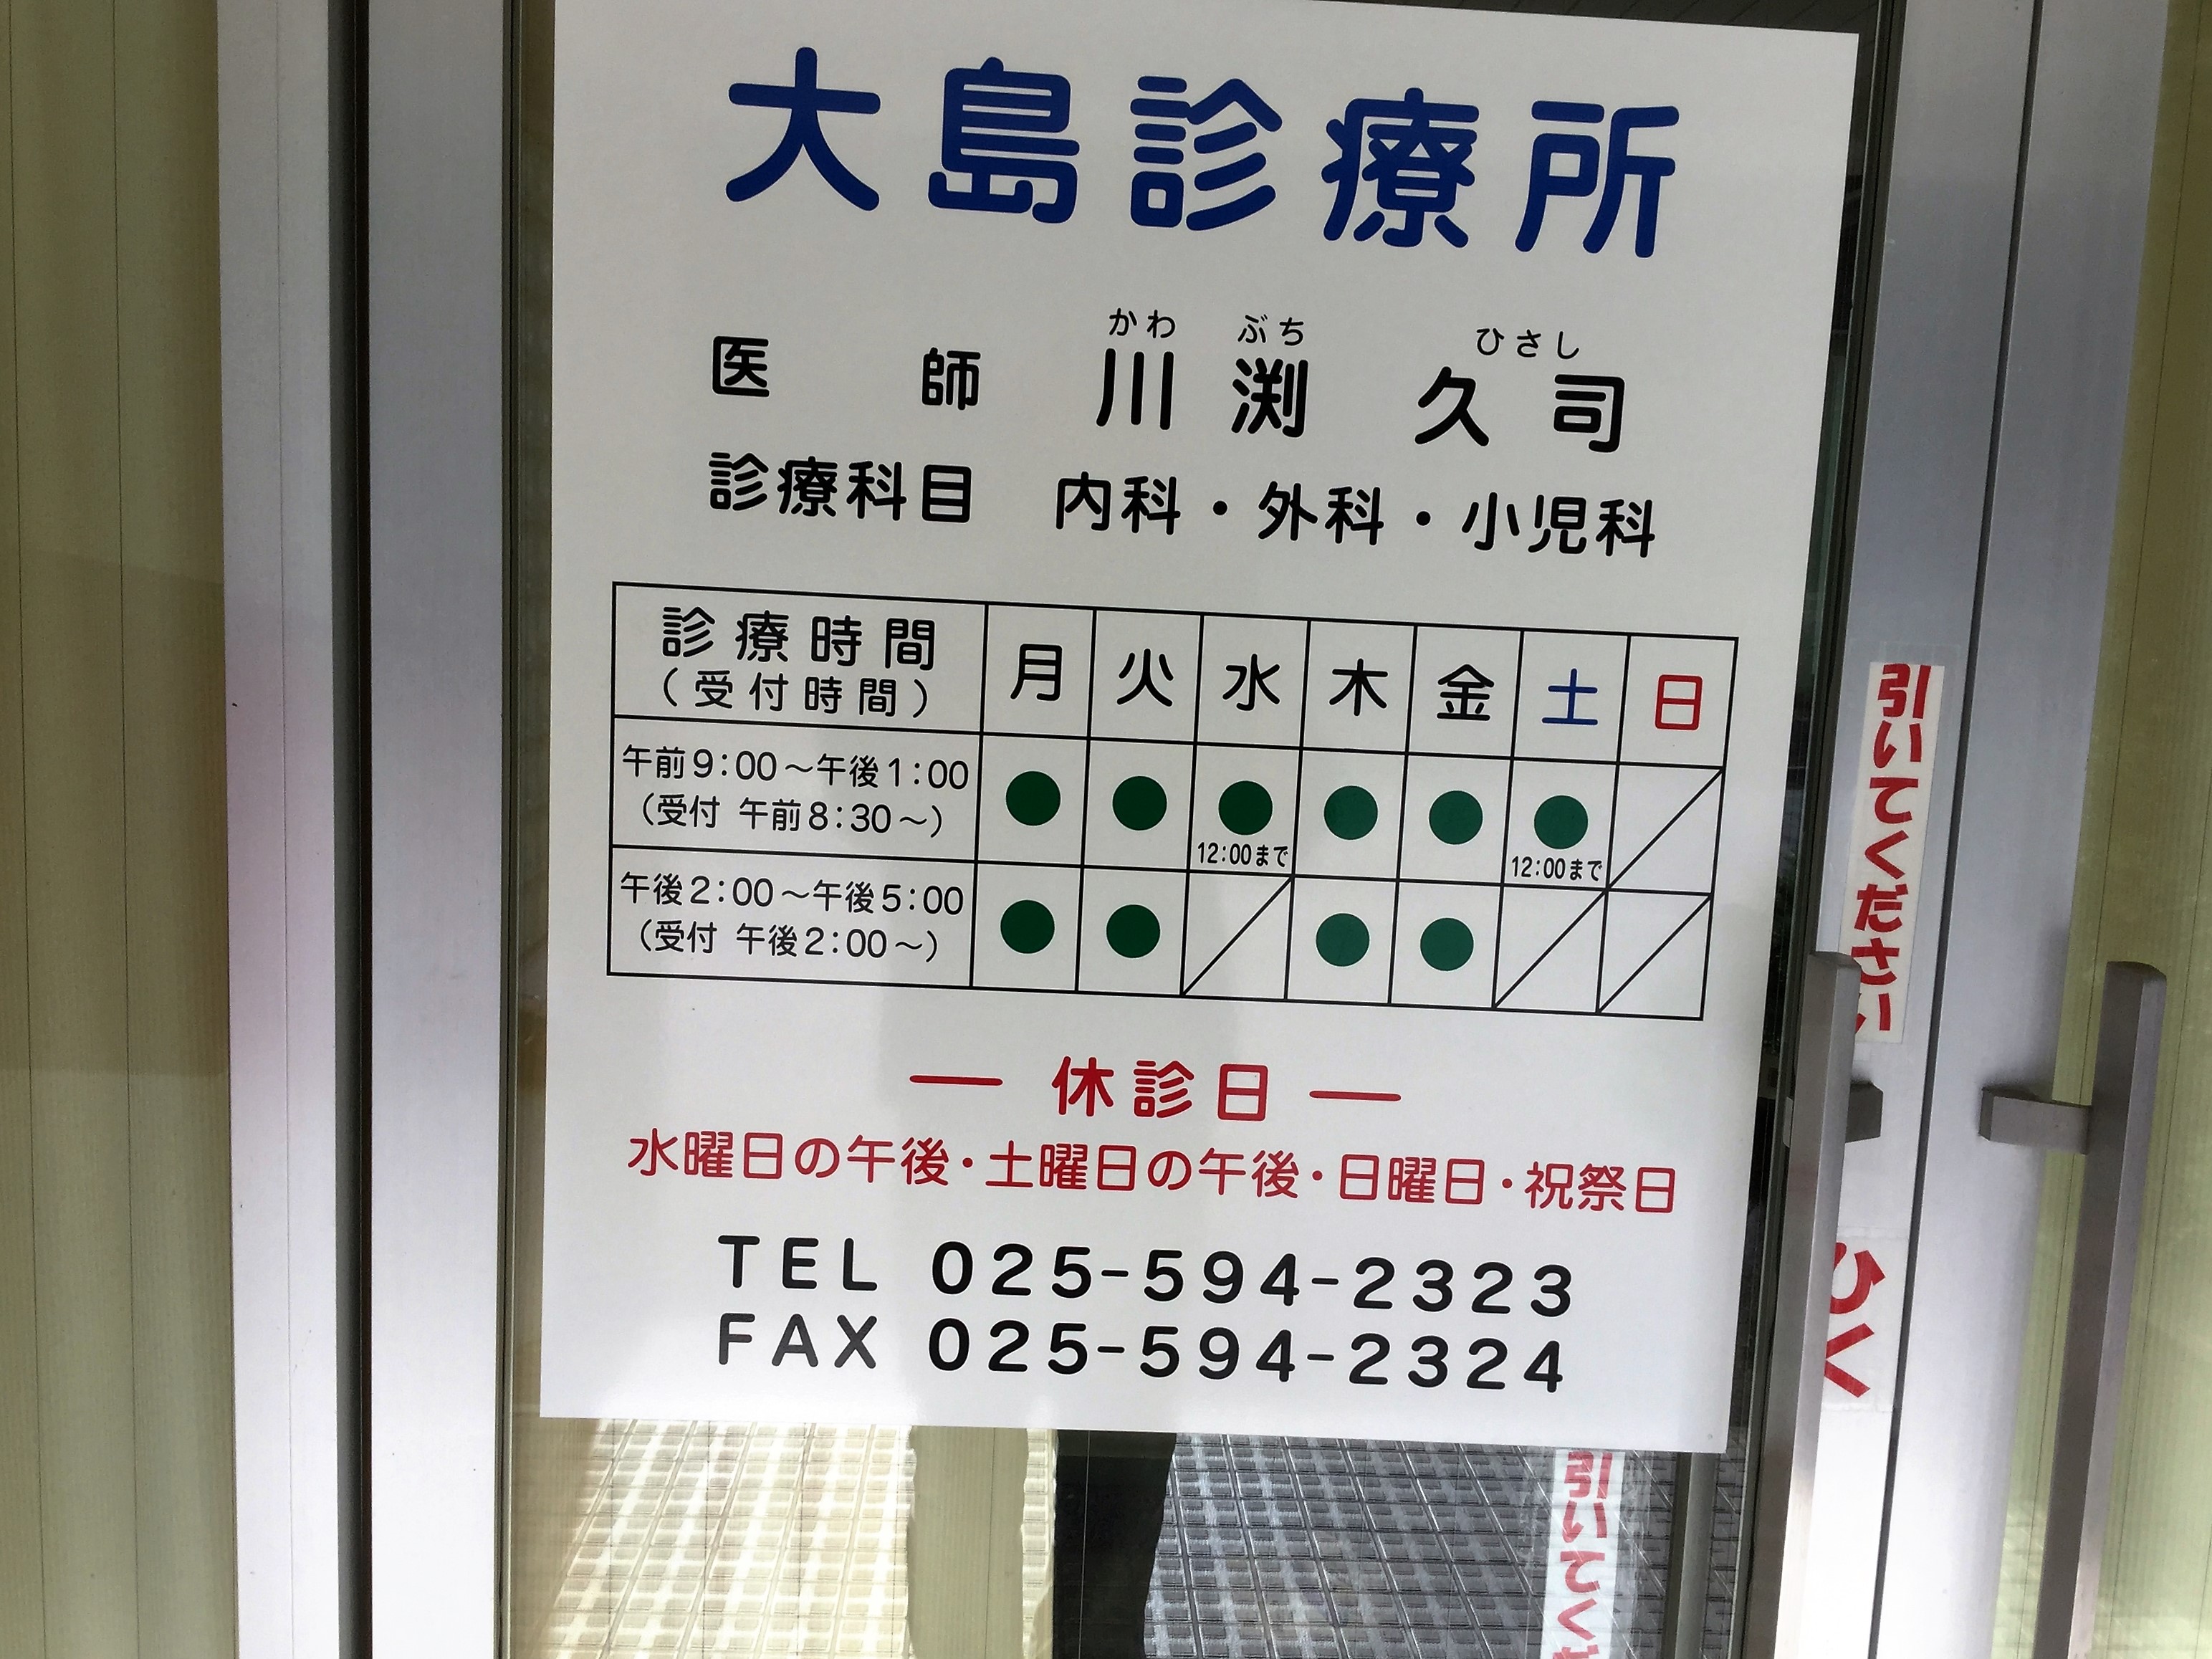 大島診療所
かわ ぶち ひさし
医師 川渕 久司
診療科目 内科・外科・小児科
診療時間 月 火 水 木 金 土 日
(受付時間)
午前9:00～午後1:00 ● ● ● ● ● ●
(受付 午前8:30～) 12:00まで 12:00まで
午後2:00～午後5:00 ● ● ● ●
(受付 午後2:00～)
― 休診日 ―
水曜日の午後・土曜日の午後・日曜日・祝祭日
TEL 025-594-2323
FAX 025-594-2324
引いてください
ひく
引いてくださ